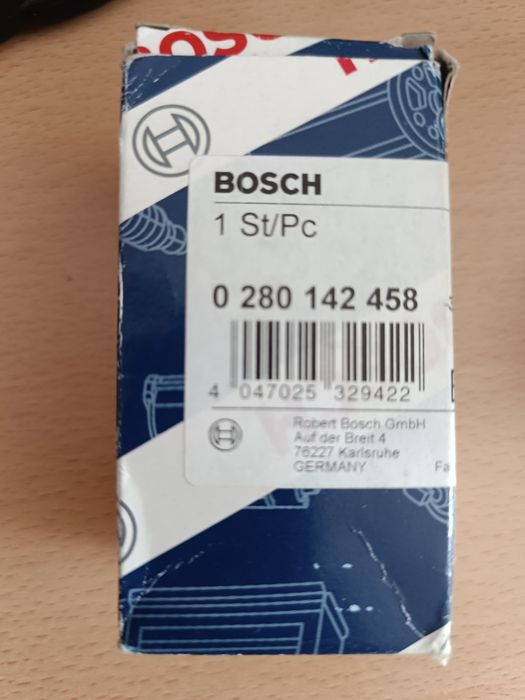 BOSCH
1 St/Pc
0 280 142 458
4 047025 329422
Robert Bosch GmbH
Auf der Breit 4
76227 Karlsruhe
GERMANY
Fa